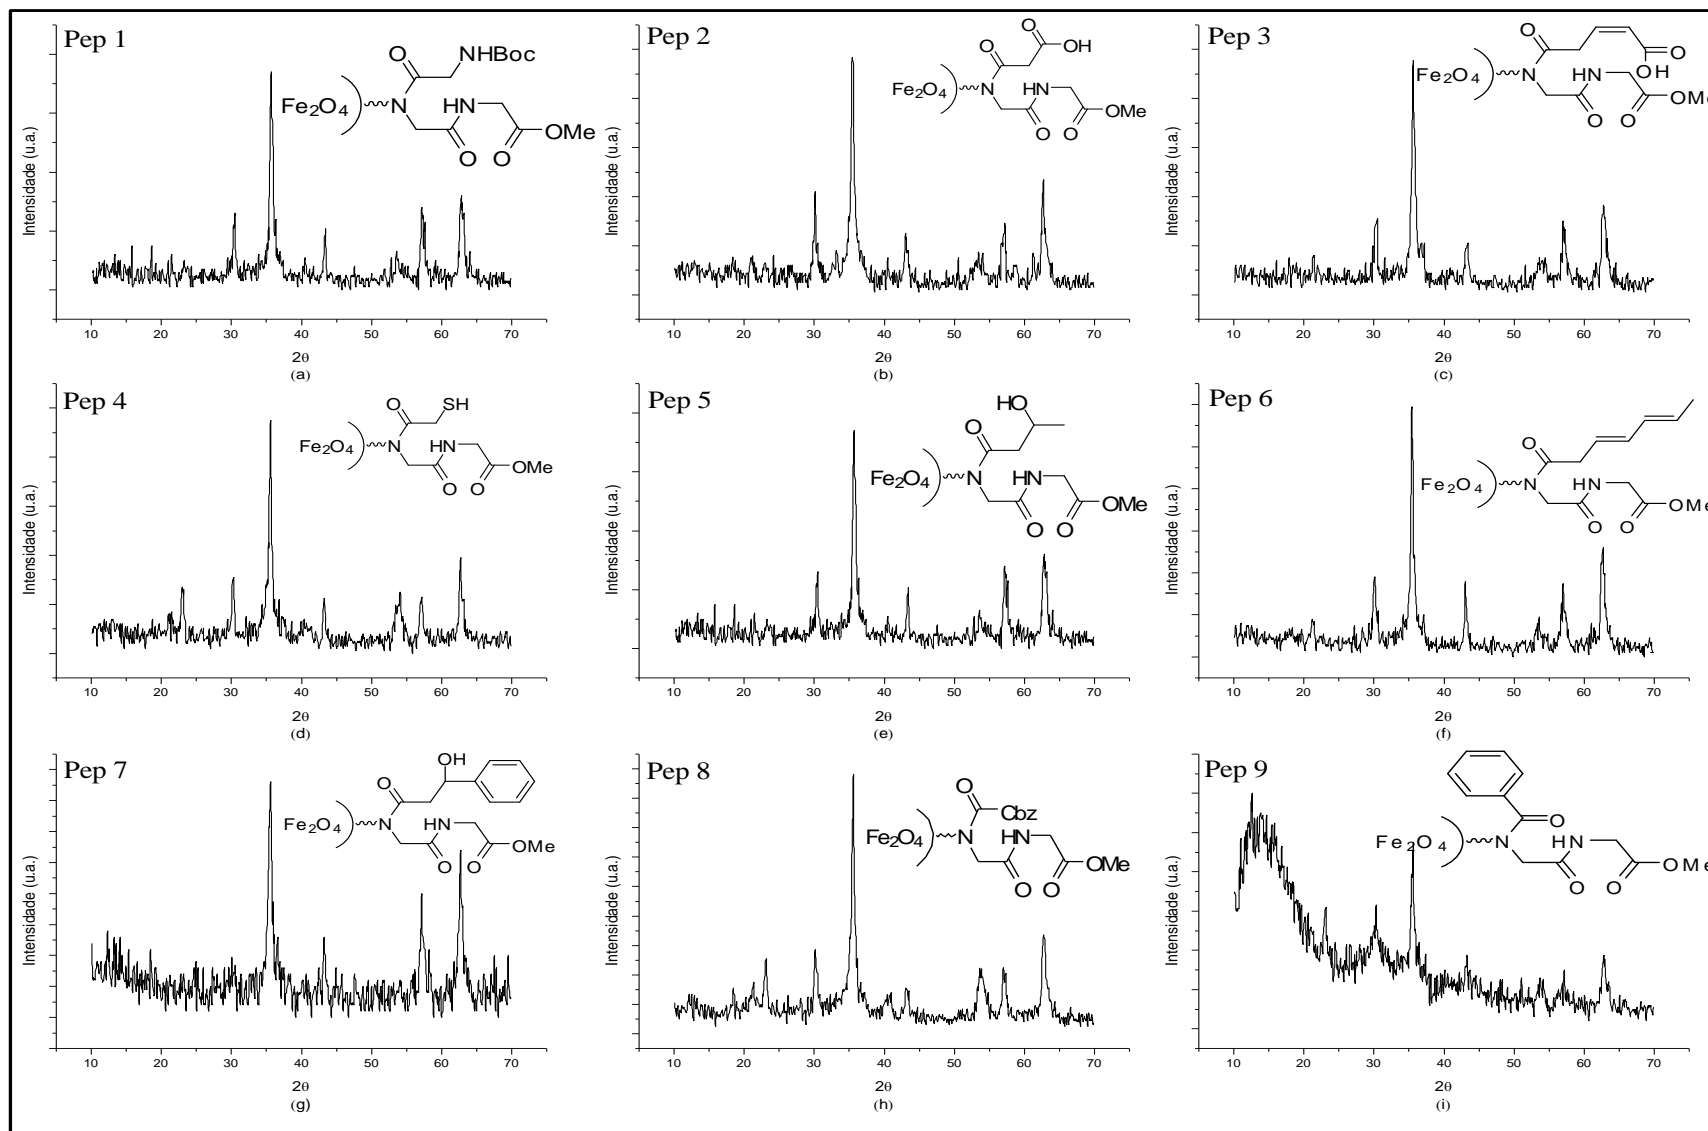 Pep 1
O
NHBoc
Fe2O4
N
HN
O
O
OMe
Intensidade (u.a.)
10 20 30 40 50 60 70
2θ
(a)
Pep 2
O
O
OH
Fe2O4
N
HN
O
O
OMe
Intensidade (u.a.)
10 20 30 40 50 60 70
2θ
(b)
Pep 3
O
O
OH
Fe2O4
N
HN
O
O
OMe
Intensidade (u.a.)
10 20 30 40 50 60 70
2θ
(c)
Pep 4
O
SH
Fe2O4
N
HN
O
O
OMe
Intensidade (u.a.)
10 20 30 40 50 60 70
2θ
(d)
Pep 5
HO
O
Fe2O4
N
HN
O
O
OMe
Intensidade (u.a.)
10 20 30 40 50 60 70
2θ
(e)
Pep 6
O
Fe2O4
N
HN
O
O
OMe
Intensidade (u.a.)
10 20 30 40 50 60 70
2θ
(f)
Pep 7
OH
O
Fe2O4
N
HN
O
O
OMe
Intensidade (u.a.)
10 20 30 40 50 60 70
2θ
(g)
Pep 8
O
Cbz
Fe2O4
N
HN
O
O
OMe
Intensidade (u.a.)
10 20 30 40 50 60 70
2θ
(h)
Pep 9
O
Fe2O4
N
HN
O
O
OMe
Intensidade (u.a.)
10 20 30 40 50 60 70
2θ
(i)